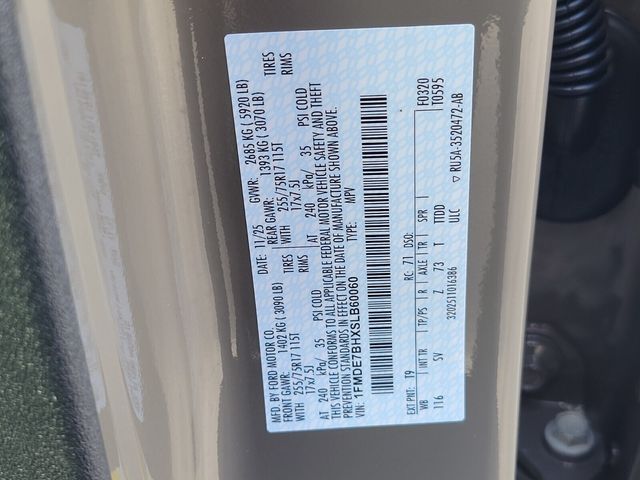 MFD. BY FORD MOTOR CO.
DATE: 11/25
GVWR: 2685 KG ( 5920 LB)
FRONT GAWR: 1402 KG ( 3090 LB)
REAR GAWR: 1393 KG ( 3070 LB)
WITH 255/75R17 115T TIRES
WITH 255/75R17 115T TIRES
17x7.5J RIMS
17x7.5J RIMS
AT 240 kPa/ 35 PSI COLD
AT 240 kPa/ 35 PSI COLD
THIS VEHICLE CONFORMS TO ALL APPLICABLE FEDERAL MOTOR VEHICLE SAFETY AND THEFT
PREVENTION STANDARDS IN EFFECT ON THE DATE OF MANUFACTURE SHOWN ABOVE.
VIN: 1FMDE7BHXSLB60060
TYPE: MPV
F0320
T0595
3202511016386
▽ RU5A-3520472-AB
EXT PNT: T9 RC: 71 DSO:
WB INT TR TP/PS R AXLE TR SPR
116 SV Z 73 T TTDD
ULC